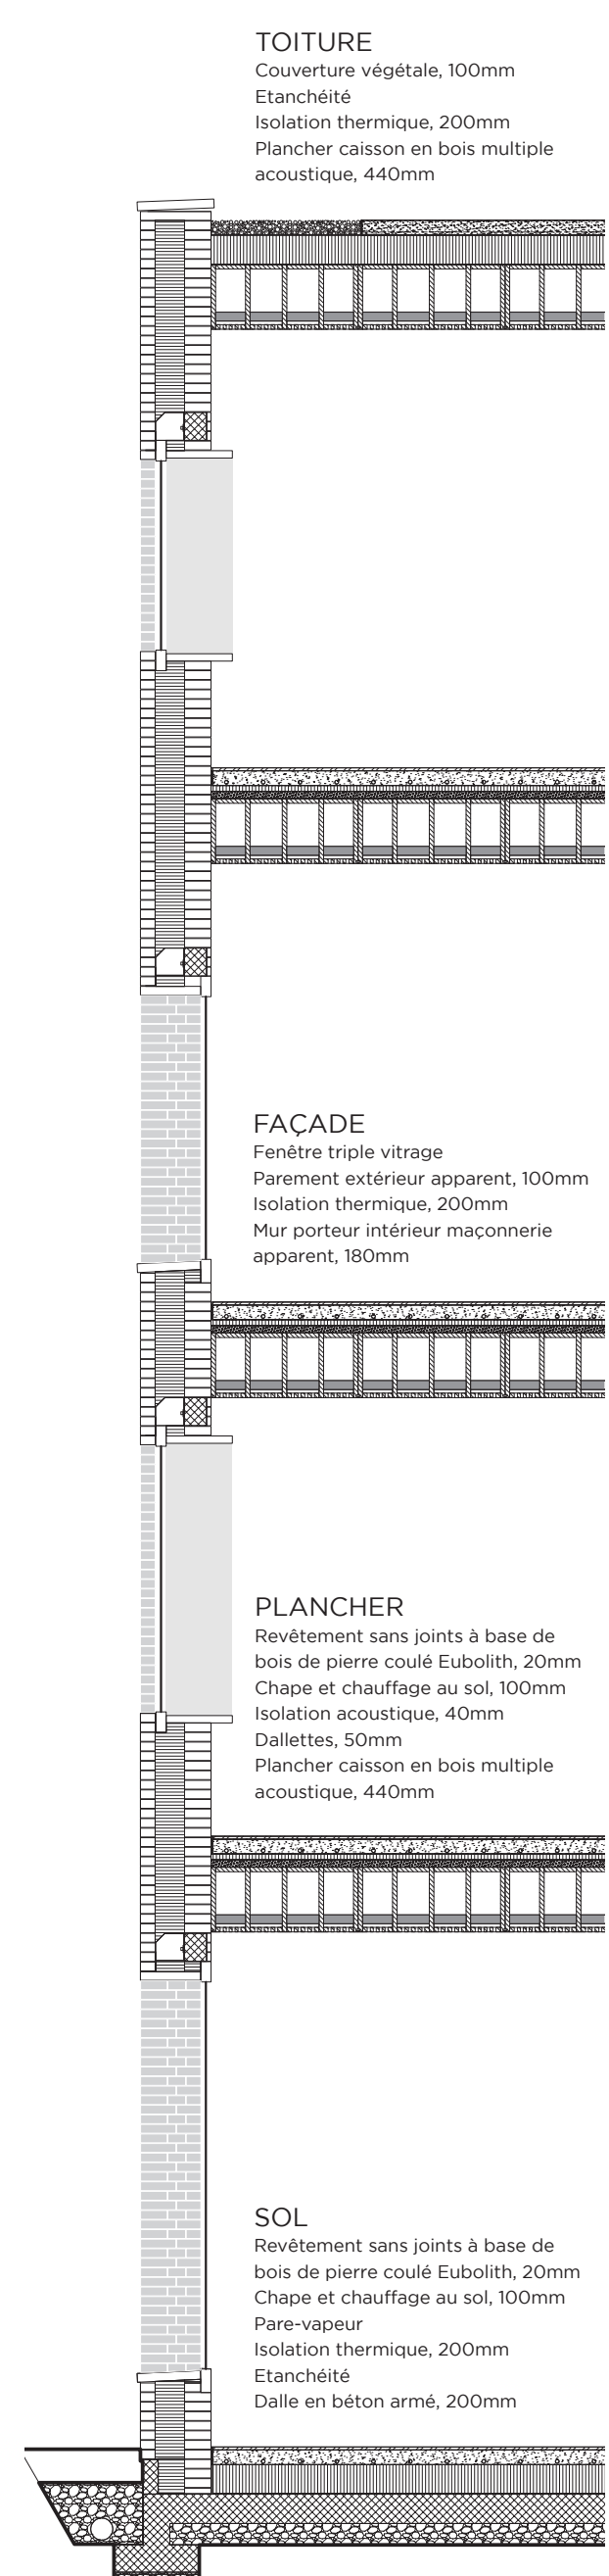 TOITURE
Couverture végétale, 100mm
Etanchéité
Isolation thermique, 200mm
Plancher caisson en bois multiple
acoustique, 440mm
FAÇADE
Fenêtre triple vitrage
Parement extérieur apparent, 100mm
Isolation thermique, 200mm
Mur porteur intérieur maçonnerie
apparent, 180mm
PLANCHER
Revêtement sans joints à base de
bois de pierre coulé Eubolith, 20mm
Chape et chauffage au sol, 100mm
Isolation acoustique, 40mm
Dallettes, 50mm
Plancher caisson en bois multiple
acoustique, 440mm
SOL
Revêtement sans joints à base de
bois de pierre coulé Eubolith, 20mm
Chape et chauffage au sol, 100mm
Pare-vapeur
Isolation thermique, 200mm
Etanchéité
Dalle en béton armé, 200mm